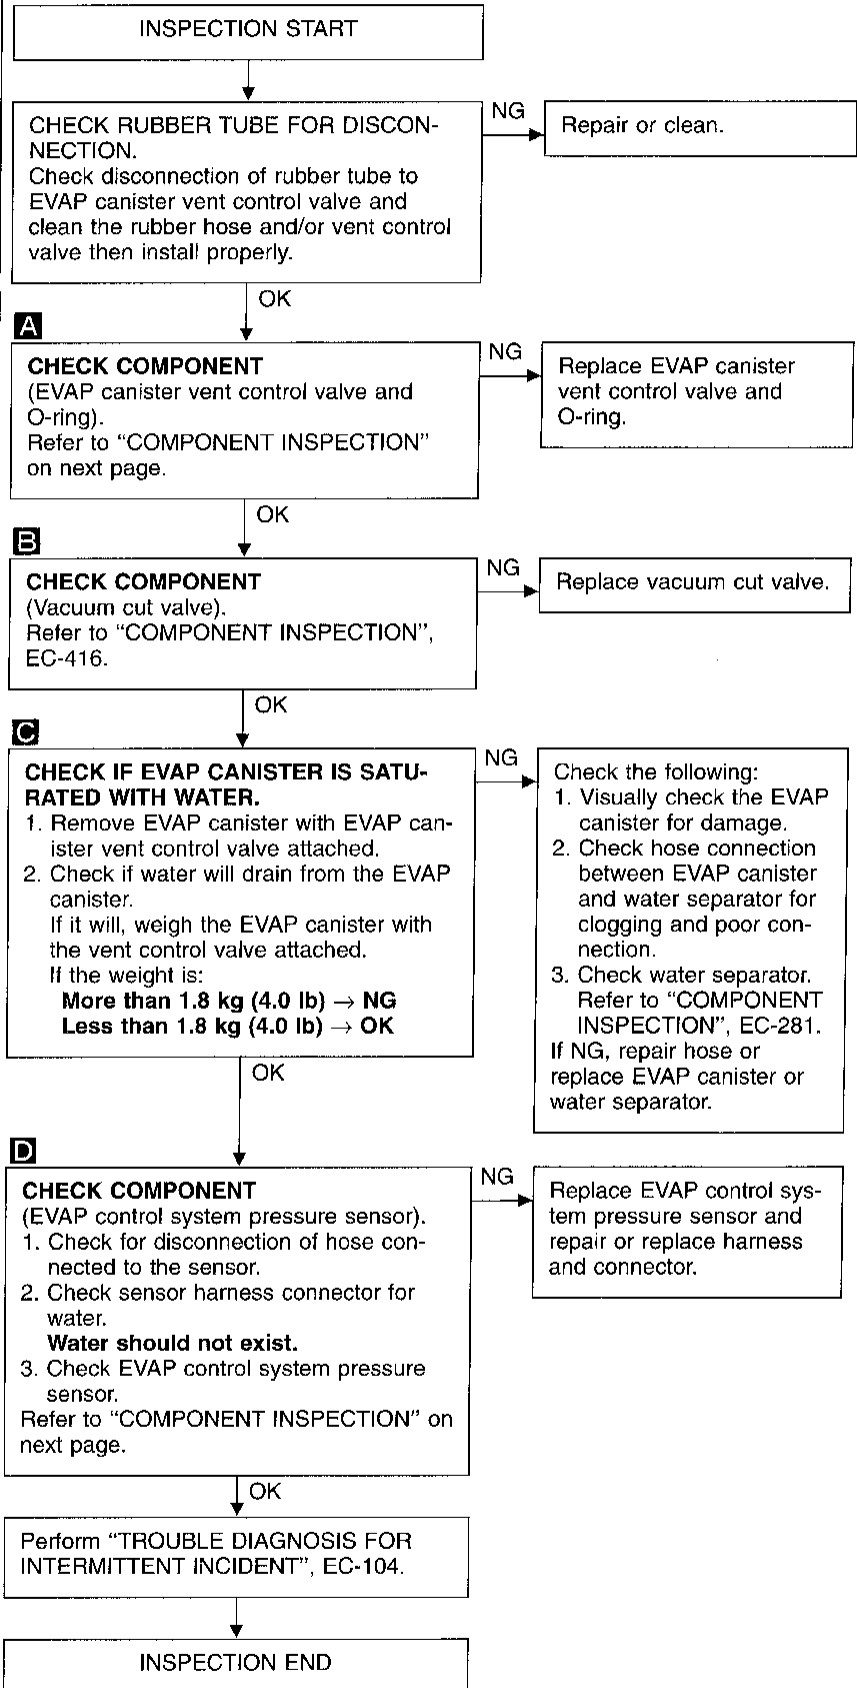 INSPECTION START
CHECK RUBBER TUBE FOR DISCON-
NECTION.
Check disconnection of rubber tube to
EVAP canister vent control valve and
clean the rubber hose and/or vent control
valve then install properly.
NG
Repair or clean.
OK
A
CHECK COMPONENT
(EVAP canister vent control valve and
O-ring).
Refer to “COMPONENT INSPECTION”
on next page.
NG
Replace EVAP canister
vent control valve and
O-ring.
OK
B
CHECK COMPONENT
(Vacuum cut valve).
Refer to “COMPONENT INSPECTION”,
EC-416.
NG
Replace vacuum cut valve.
OK
C
CHECK IF EVAP CANISTER IS SATU-
RATED WITH WATER.
1. Remove EVAP canister with EVAP can-
ister vent control valve attached.
2. Check if water will drain from the EVAP
canister.
If it will, weigh the EVAP canister with
the vent control valve attached.
If the weight is:
More than 1.8 kg (4.0 lb) → NG
Less than 1.8 kg (4.0 lb) → OK
NG
Check the following:
1. Visually check the EVAP
canister for damage.
2. Check hose connection
between EVAP canister
and water separator for
clogging and poor con-
nection.
3. Check water separator.
Refer to “COMPONENT
INSPECTION”, EC-281.
If NG, repair hose or
replace EVAP canister or
water separator.
OK
D
CHECK COMPONENT
(EVAP control system pressure sensor).
1. Check for disconnection of hose con-
nected to the sensor.
2. Check sensor harness connector for
water.
Water should not exist.
3. Check EVAP control system pressure
sensor.
Refer to “COMPONENT INSPECTION” on
next page.
NG
Replace EVAP control sys-
tem pressure sensor and
repair or replace harness
and connector.
OK
Perform “TROUBLE DIAGNOSIS FOR
INTERMITTENT INCIDENT”, EC-104.
INSPECTION END